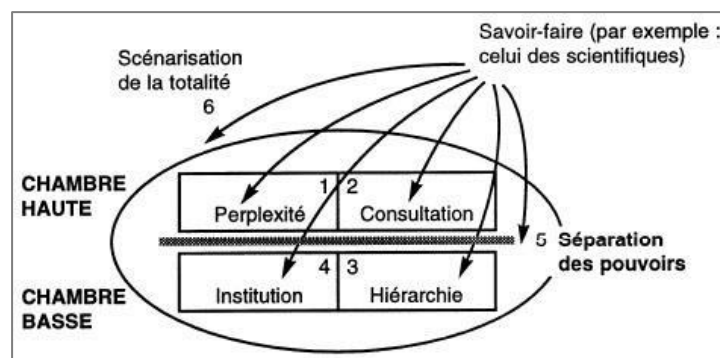 Savoir-faire (par exemple :
celui des scientifiques)
Scénarisation
de la totalité
6
CHAMBRE
HAUTE
1 2
Perplexité Consultation
5 Séparation
des pouvoirs
4 3
Institution Hiérarchie
CHAMBRE
BASSE